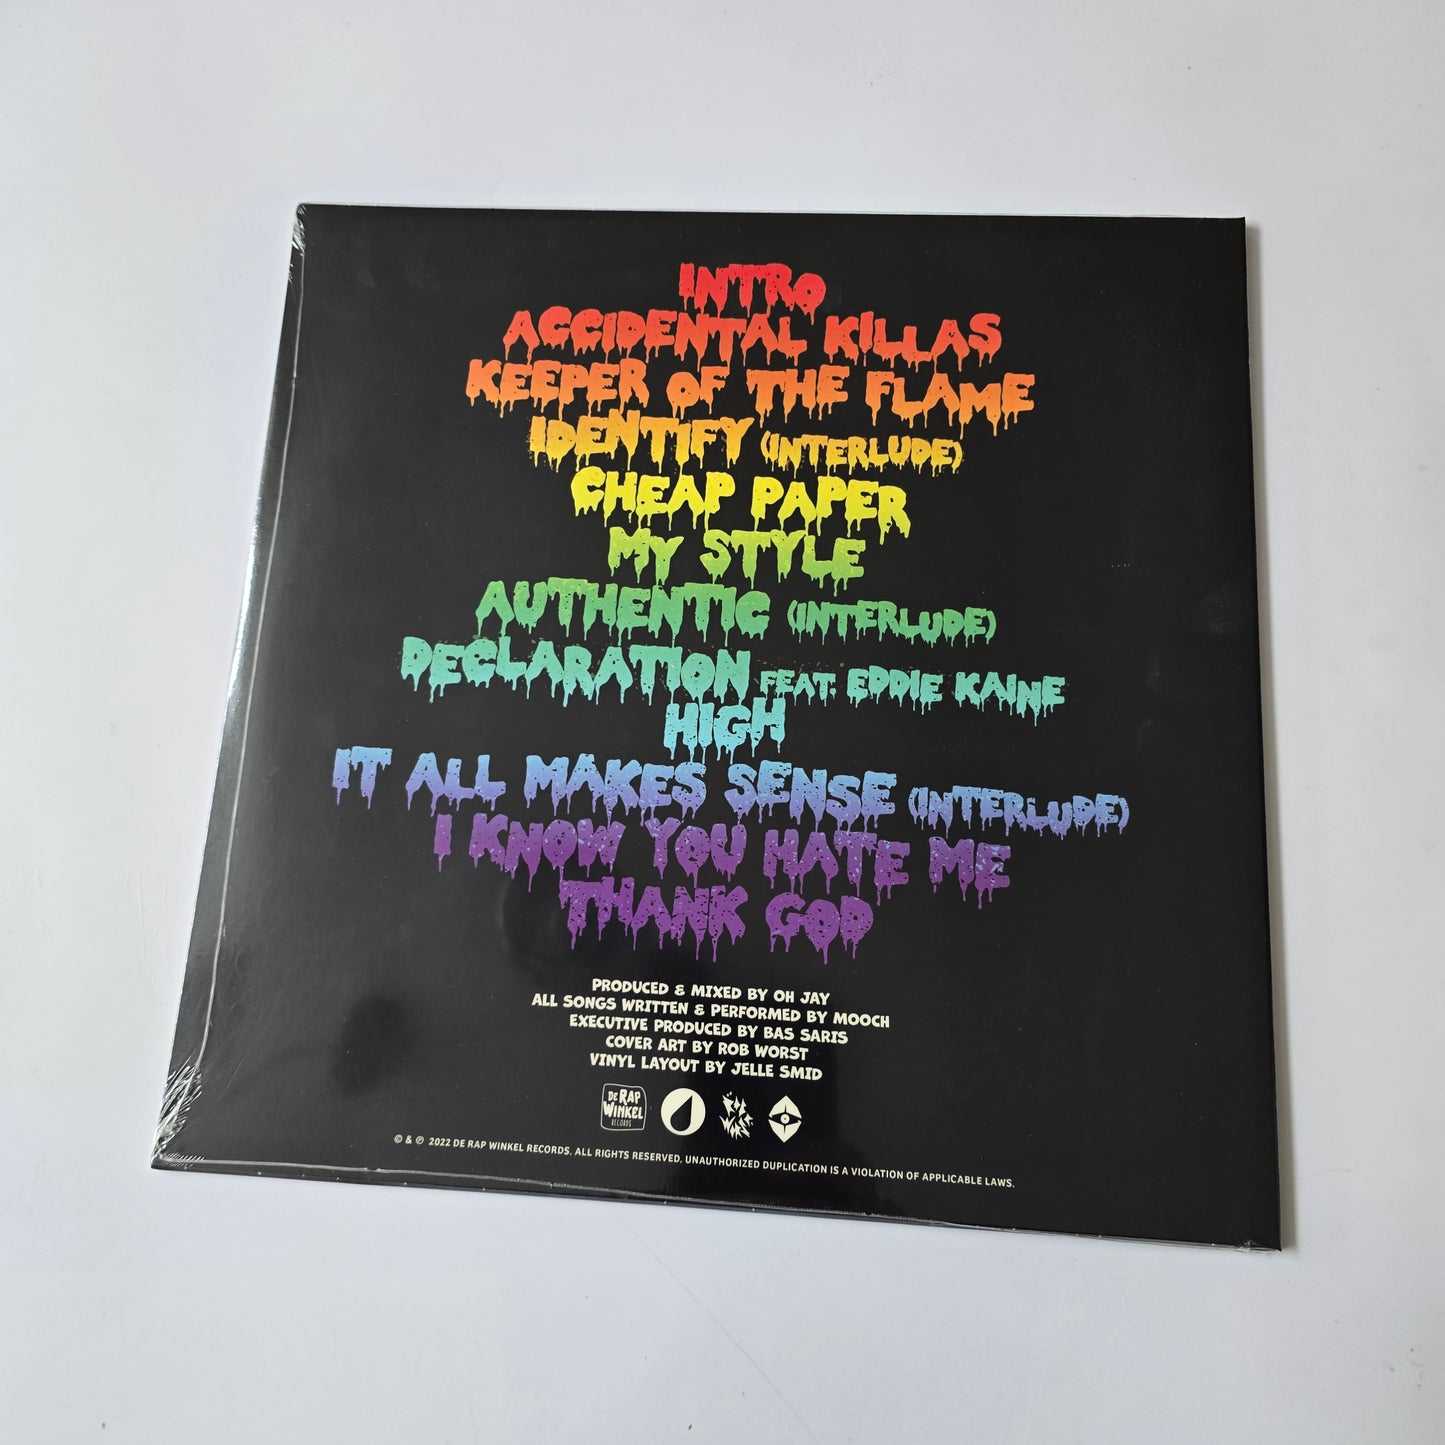 INTRO
ACCIDENTAL KILLAS
KEEPER OF THE FLAME
IDENTIFY (INTERLUDE)
CHEAP PAPER
MY STYLE
AUTHENTIC (INTERLUDE)
DECLARATION FEAT. EDDIE KAINE
HIGH
IT ALL MAKES SENSE (INTERLUDE)
I KNOW YOU HATE ME
THANK GOD
PRODUCED & MIXED BY OH JAY
ALL SONGS WRITTEN & PERFORMED BY MOOCH
EXECUTIVE PRODUCED BY BAS SARIS
COVER ART BY ROB WORST
VINYL LAYOUT BY JELLE SMID
DE RAP
WINKEL
RECORDS
ROB
WORST
© & ℗ 2022 DE RAP WINKEL RECORDS. ALL RIGHTS RESERVED. UNAUTHORIZED DUPLICATION IS A VIOLATION OF APPLICABLE LAWS.